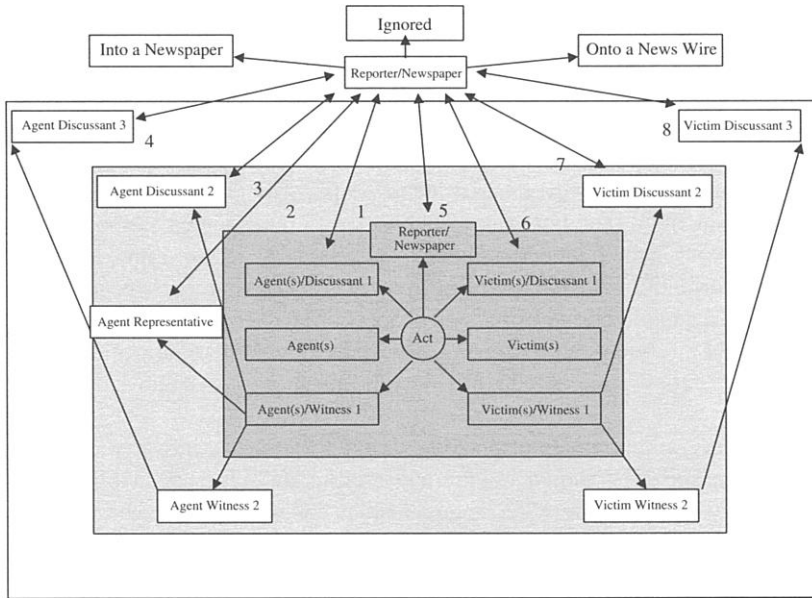 Ignored
Into a Newspaper
Onto a News Wire
Reporter/Newspaper
Agent Discussant 3
4
8
Victim Discussant 3
7
Agent Discussant 2
3
Victim Discussant 2
2
1
5
6
Reporter/
Newspaper
Agent(s)/Discussant 1
Victim(s)/Discussant 1
Agent Representative
Act
Agent(s)
Victim(s)
Agent(s)/Witness 1
Victim(s)/Witness 1
Agent Witness 2
Victim Witness 2